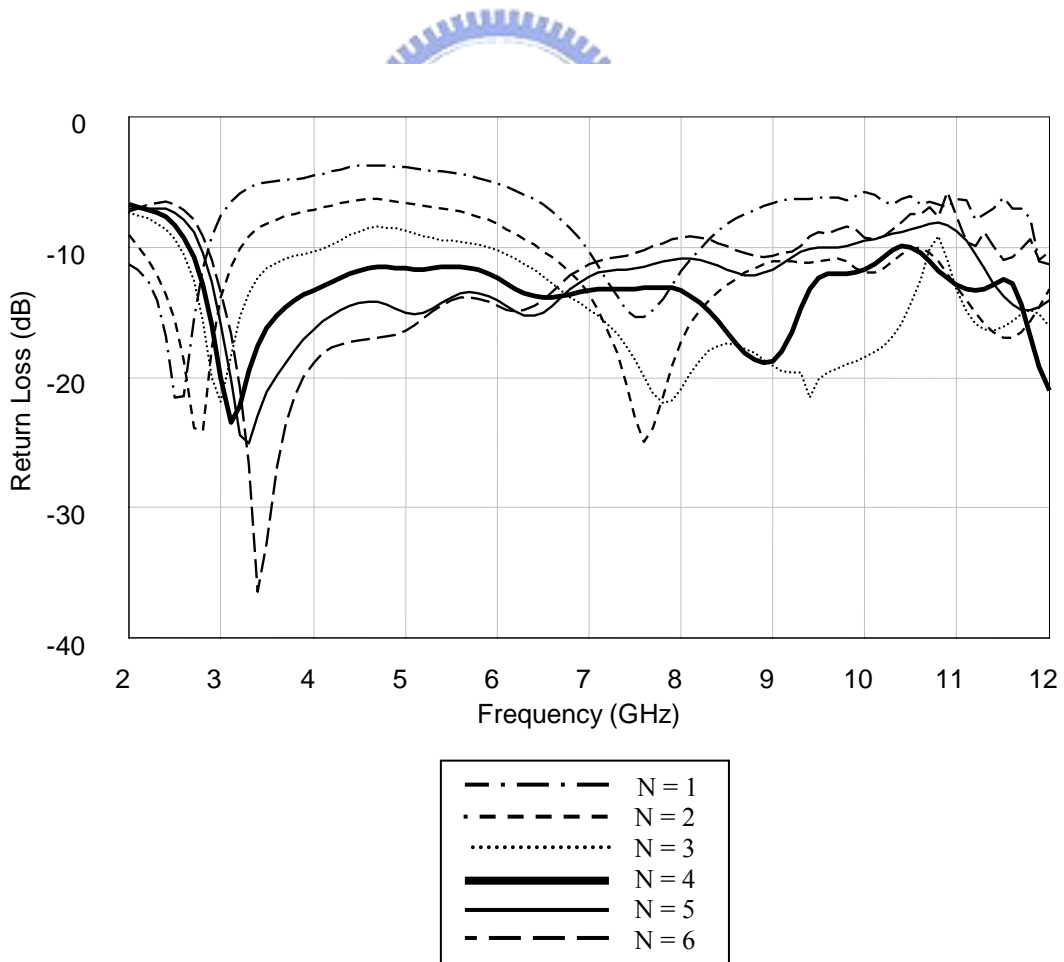 0
-10
-20
-30
-40
Return Loss (dB)
2 3 4 5 6 7 8 9 10 11 12
Frequency (GHz)
N = 1
N = 2
N = 3
N = 4
N = 5
N = 6